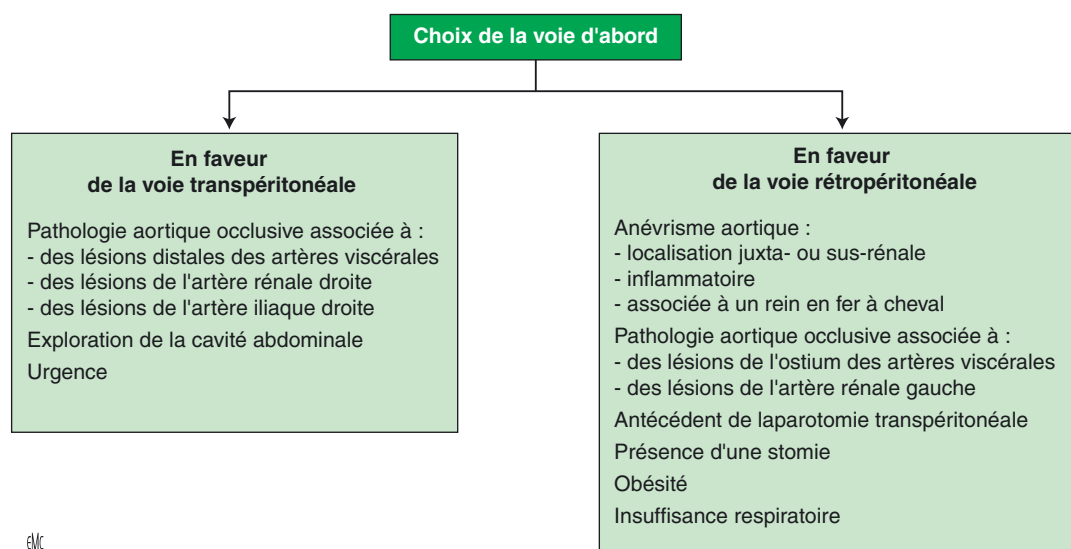 Choix de la voie d'abord
En faveur
de la voie transpéritonéale
Pathologie aortique occlusive associée à :
- des lésions distales des artères viscérales
- des lésions de l'artère rénale droite
- des lésions de l'artère iliaque droite
Exploration de la cavité abdominale
Urgence
En faveur
de la voie rétropéritonéale
Anévrisme aortique :
- localisation juxta- ou sus-rénale
- inflammatoire
- associée à un rein en fer à cheval
Pathologie aortique occlusive associée à :
- des lésions de l'ostium des artères viscérales
- des lésions de l'artère rénale gauche
Antécédent de laparotomie transpéritonéale
Présence d'une stomie
Obésité
Insuffisance respiratoire
EMC